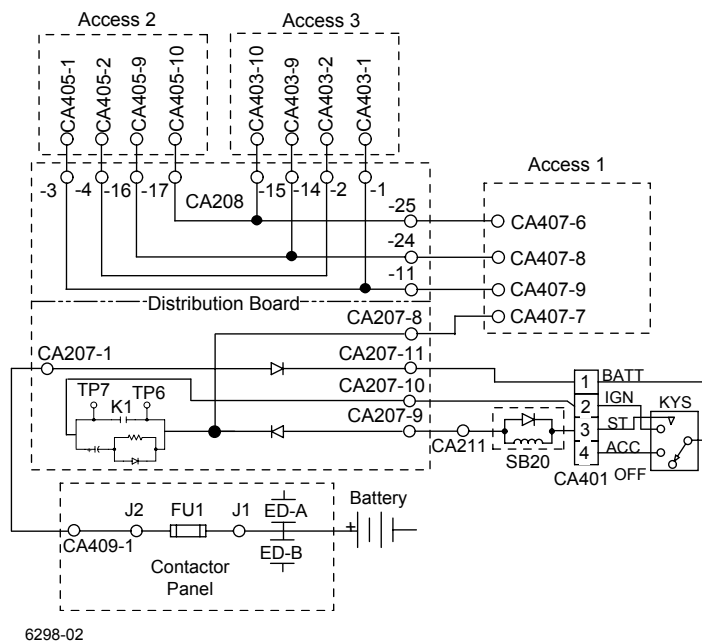 Access 2
Access 3
CA405-1
CA405-2
CA405-9
CA405-10
CA403-10
CA403-9
CA403-2
CA403-1
Access 1
-3
-4
-16
-17
CA208
-15
-14
-2
-1
-25
CA407-6
-24
CA407-8
-11
CA407-9
Distribution Board
CA207-8
CA407-7
CA207-1
CA207-11
TP7
TP6
K1
CA207-10
CA207-9
CA211
SB20
1
BATT
2
IGN
KYS
3
ST
4
ACC
CA401
OFF
J2
FU1
J1
ED-A
Battery
+
CA409-1
ED-B
Contactor
Panel
6298-02